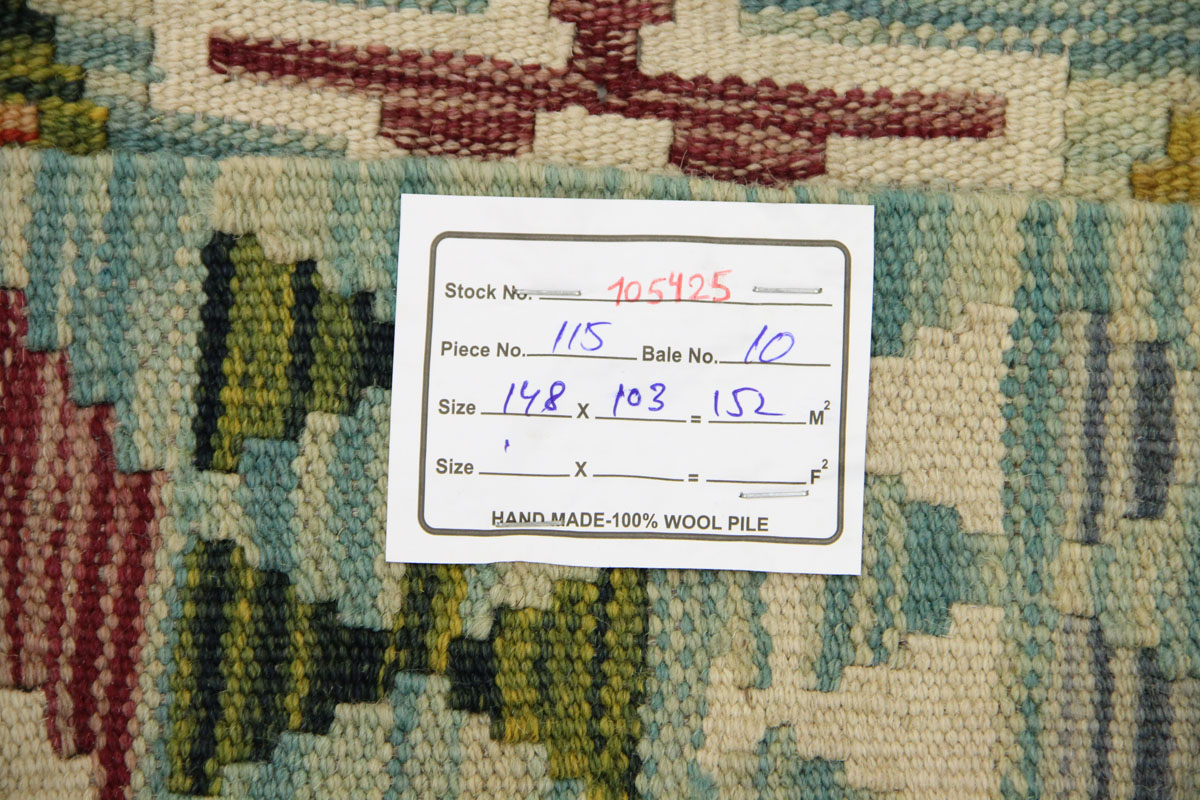 Stock No. 105425
Piece No. 115 Bale No. 10
Size 148 X 103 = 152 M²
Size X = F²
HAND MADE-100% WOOL PILE